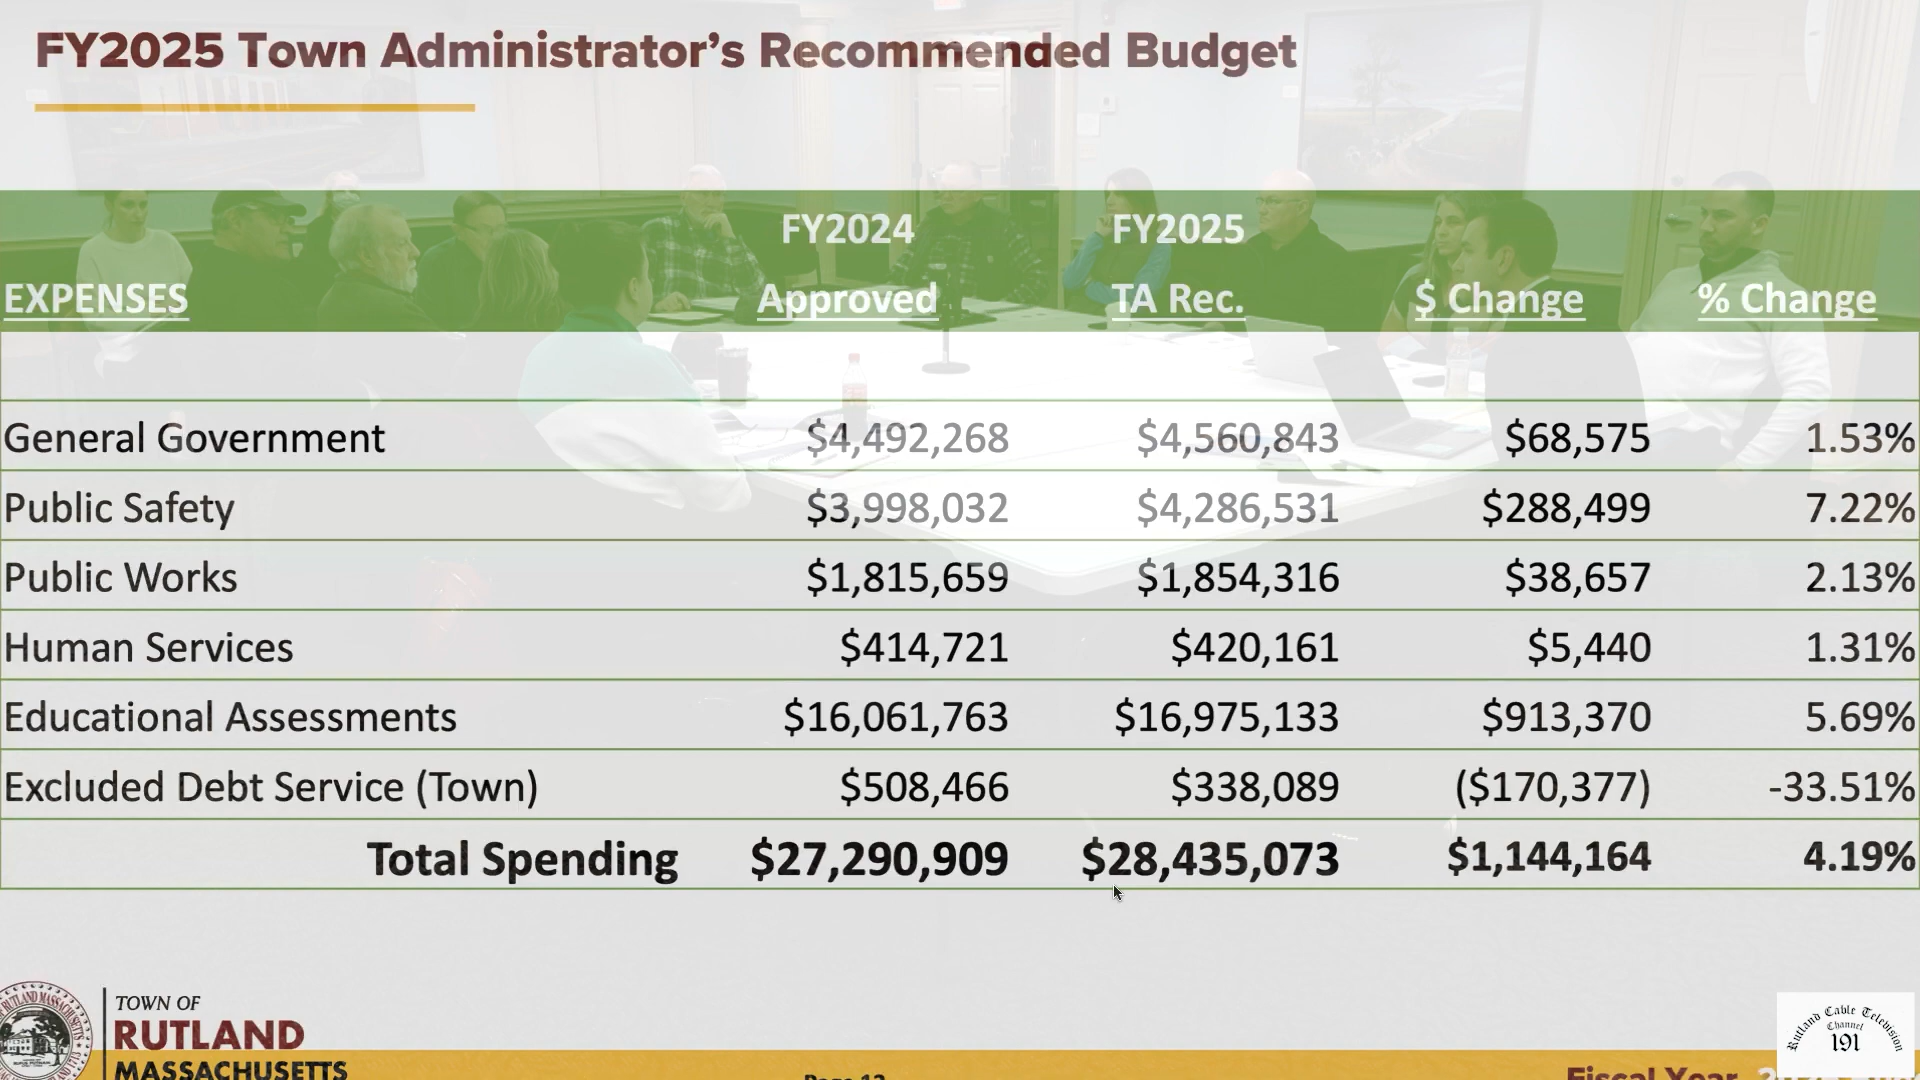 FY2025 Town Administrator's Recommended Budget
FY2024 FY2025
EXPENSES Approved TA Rec. $ Change % Change
General Government $4,492,268 $4,560,843 $68,575 1.53%
Public Safety $3,998,032 $4,286,531 $288,499 7.22%
Public Works $1,815,659 $1,854,316 $38,657 2.13%
Human Services $414,721 $420,161 $5,440 1.31%
Educational Assessments $16,061,763 $16,975,133 $913,370 5.69%
Excluded Debt Service (Town) $508,466 $338,089 ($170,377) -33.51%
Total Spending $27,290,909 $28,435,073 $1,144,164 4.19%
TOWN OF
RUTLAND
MASSACHUSETTS
Page 12
Fiscal Year
Rutland Cable Television
Channel
191